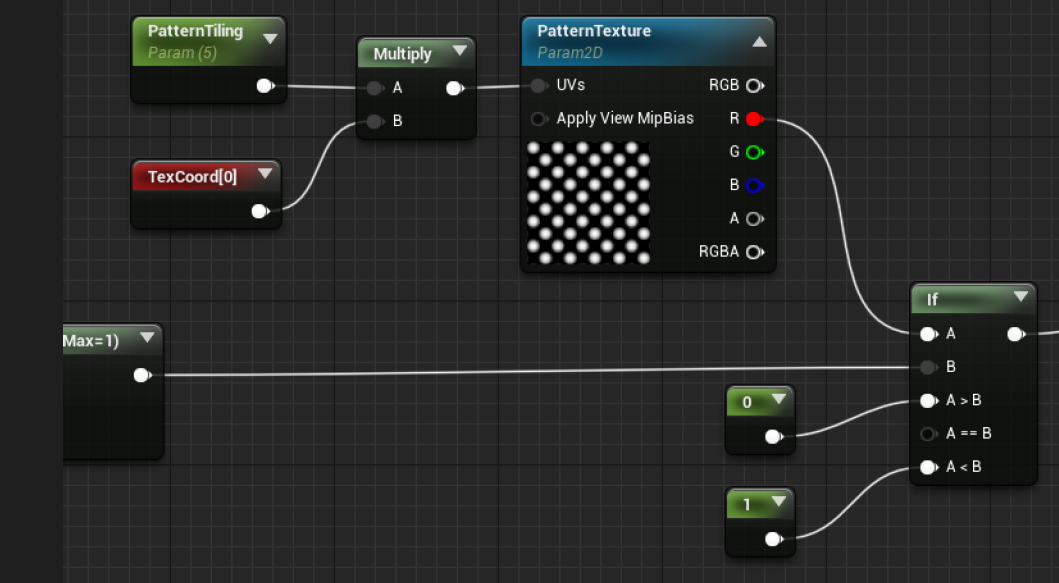 PatternTiling
Param (5)
A
B
Multiply
TexCoord[0]
PatternTexture
Param2D
UVs
RGB
Apply View MipBias
R
G
B
A
RGBA
Max=1)
0
1
If
A
B
A > B
A == B
A < B